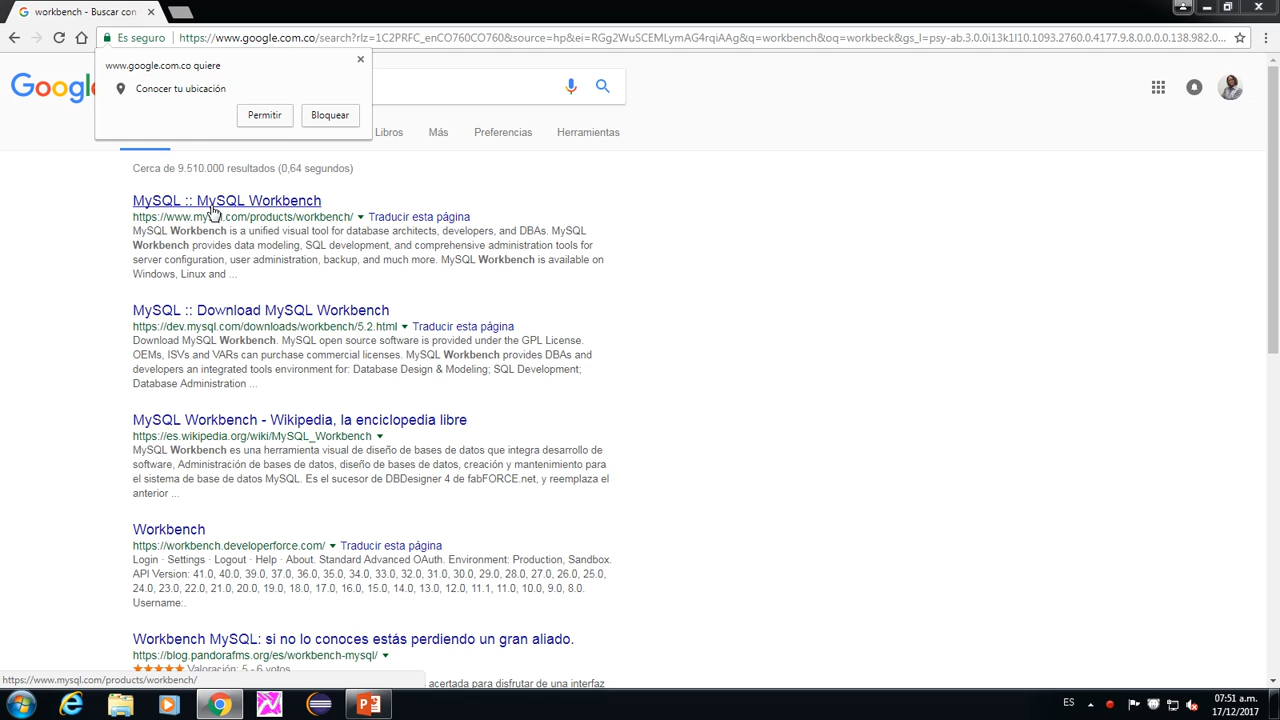 workbench - Buscar con
Es seguro
https://www.google.com.co/search?rlz=1C2PRFC_enCO760CO760&source=hp&ei=RGg2WuSCEMLymAG4rqiAAg&q=workbench&oq=workbeck&gs_l=psy-ab.3.0.0i13k1l10.1093.2760.0.4177.9.8.0.0.0.0.138.982.0...
www.google.com.co quiere
Conocer tu ubicación
Permitir
Bloquear
Google
Libros
Más
Preferencias
Herramientas
Cerca de 9.510.000 resultados (0,64 segundos)
MySQL :: MySQL Workbench
https://www.mysql.com/products/workbench/ Traducir esta página
MySQL Workbench is a unified visual tool for database architects, developers, and DBAs. MySQL
Workbench provides data modeling, SQL development, and comprehensive administration tools for
server configuration, user administration, backup, and much more. MySQL Workbench is available on
Windows, Linux and ...
MySQL :: Download MySQL Workbench
https://dev.mysql.com/downloads/workbench/5.2.html Traducir esta página
Download MySQL Workbench. MySQL open source software is provided under the GPL License.
OEMs, ISVs and VARs can purchase commercial licenses. MySQL Workbench provides DBAs and
developers an integrated tools environment for: Database Design & Modeling; SQL Development;
Database Administration ...
MySQL Workbench - Wikipedia, la enciclopedia libre
https://es.wikipedia.org/wiki/MySQL_Workbench
MySQL Workbench es una herramienta visual de diseño de bases de datos que integra desarrollo de
software, Administración de bases de datos, diseño de bases de datos, creación y mantenimiento para
el sistema de base de datos MySQL. Es el sucesor de DBDesigner 4 de fabFORCE.net, y reemplaza el
anterior ...
Workbench
https://workbench.developerforce.com/ Traducir esta página
Login · Settings · Logout · Help · About. Standard Advanced OAuth. Environment: Production, Sandbox.
API Version: 41.0, 40.0, 39.0, 37.0, 36.0, 35.0, 34.0, 33.0, 32.0, 31.0, 30.0, 29.0, 28.0, 27.0, 26.0, 25.0,
24.0, 23.0, 22.0, 21.0, 20.0, 19.0, 18.0, 17.0, 16.0, 15.0, 14.0, 13.0, 12.0, 11.1, 11.0, 10.0, 9.0, 8.0.
Username:.
Workbench MySQL: si no lo conoces estás perdiendo un gran aliado.
https://blog.pandorafms.org/es/workbench-mysql/
Valoración: 5 - 6 votos
https://www.mysql.com/products/workbench/
acertada para disfrutar de una interfaz
ES
07:51 a.m.
17/12/2017